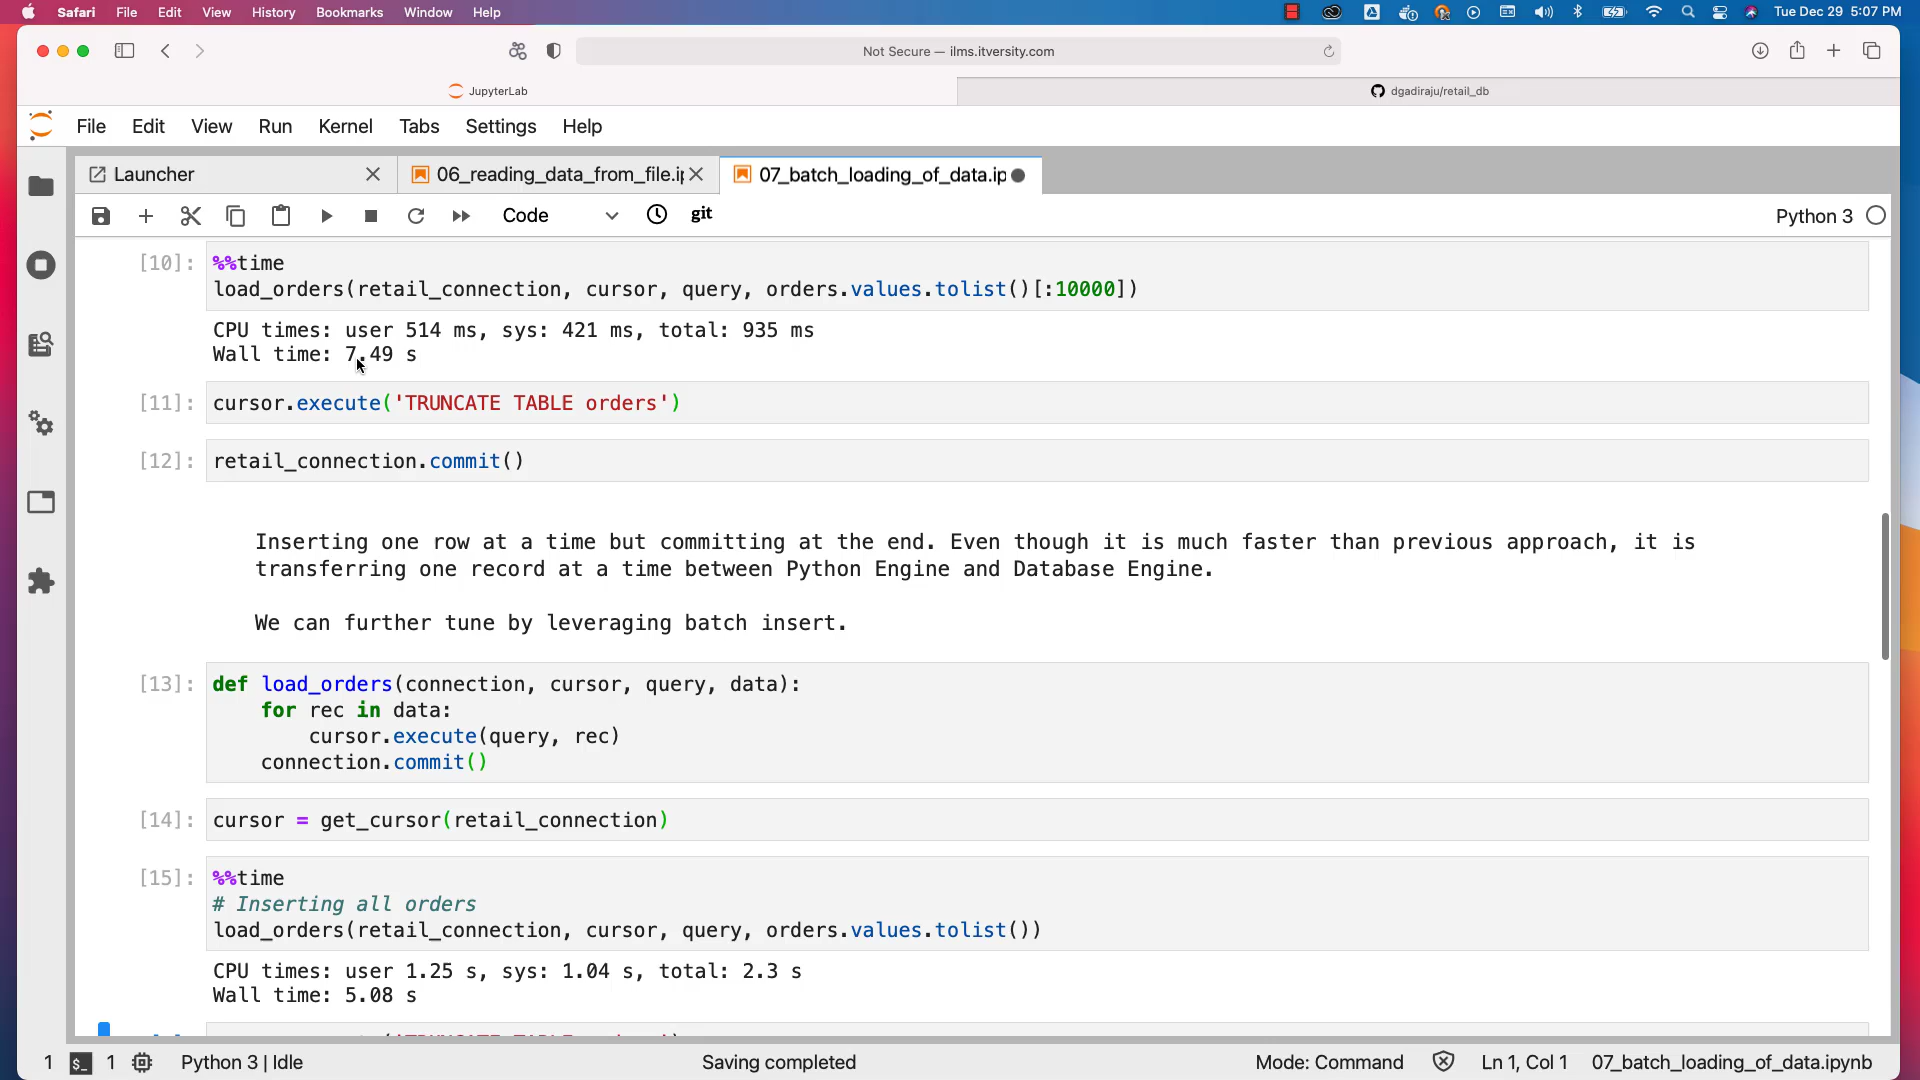 Safari File Edit View History Bookmarks Window Help Tue Dec 29 5:07 PM
Not Secure — ilms.itversity.com
JupyterLab dgadiraju/retail_db
File Edit View Run Kernel Tabs Settings Help
Launcher 06_reading_data_from_file.i 07_batch_loading_of_data.ip
Code git Python 3
[10]: %%time
load_orders(retail_connection, cursor, query, orders.values.tolist()[:10000])
CPU times: user 514 ms, sys: 421 ms, total: 935 ms
Wall time: 7.49 s
[11]: cursor.execute('TRUNCATE TABLE orders')
[12]: retail_connection.commit()
Inserting one row at a time but committing at the end. Even though it is much faster than previous approach, it is
transferring one record at a time between Python Engine and Database Engine.
We can further tune by leveraging batch insert.
[13]: def load_orders(connection, cursor, query, data):
for rec in data:
cursor.execute(query, rec)
connection.commit()
[14]: cursor = get_cursor(retail_connection)
[15]: %%time
# Inserting all orders
load_orders(retail_connection, cursor, query, orders.values.tolist())
CPU times: user 1.25 s, sys: 1.04 s, total: 2.3 s
Wall time: 5.08 s
1 1 Python 3 | Idle Saving completed Mode: Command Ln 1, Col 1 07_batch_loading_of_data.ipynb